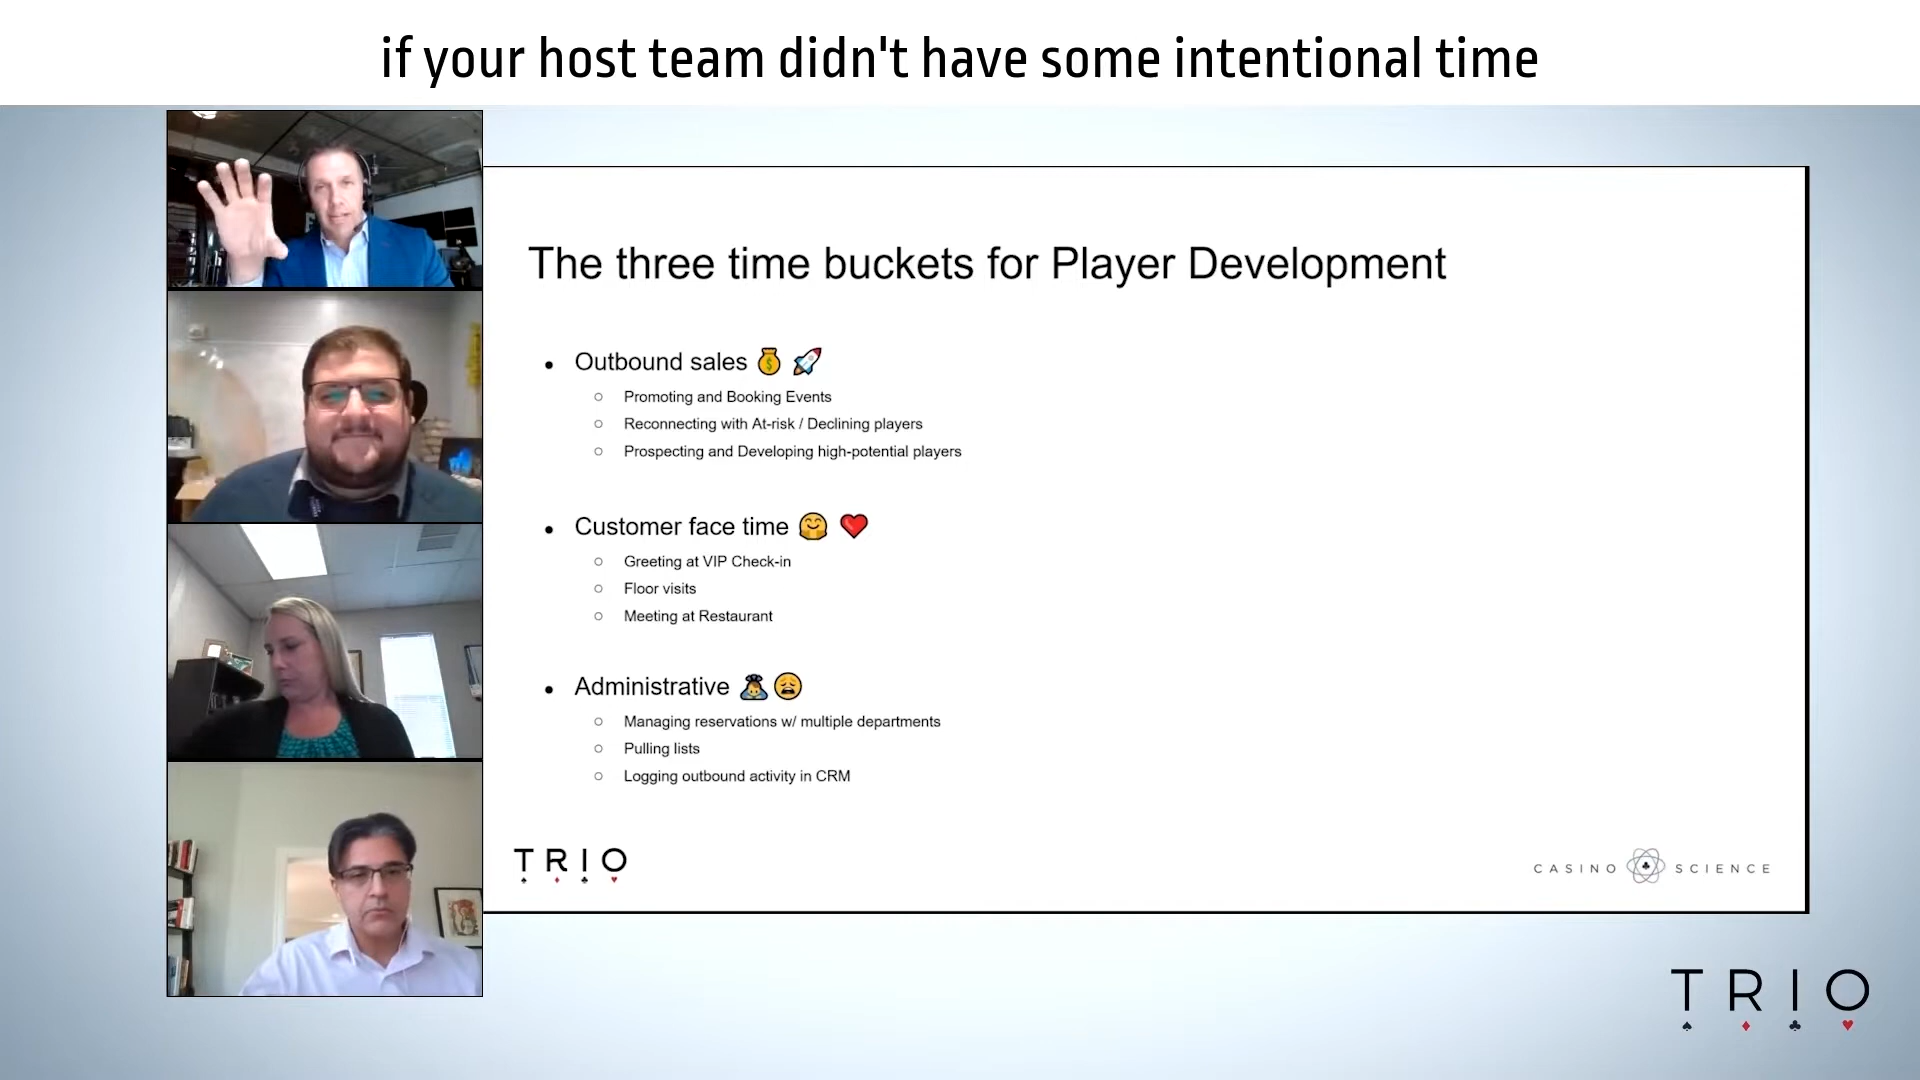 if your host team didn't have some intentional time
The three time buckets for Player Development
Outbound sales
Promoting and Booking Events
Reconnecting with At-risk / Declining players
Prospecting and Developing high-potential players
Customer face time
Greeting at VIP Check-in
Floor visits
Meeting at Restaurant
Administrative
Managing reservations w/ multiple departments
Pulling lists
Logging outbound activity in CRM
TRIO
CASINO SCIENCE
TRIO